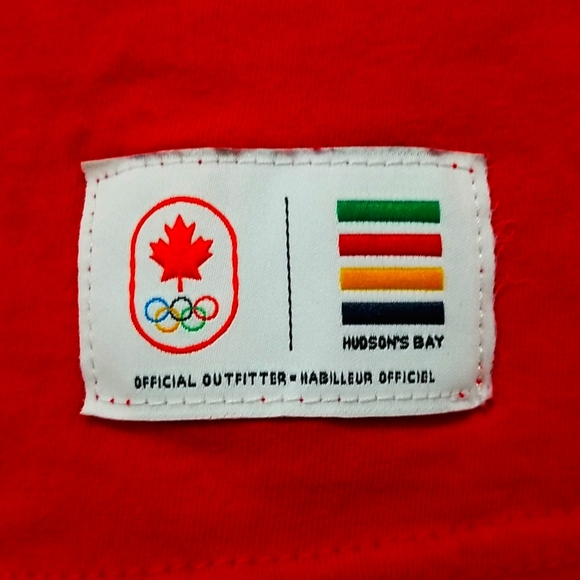 HUDSON'S BAY
OFFICIAL OUTFITTER - HABILLEUR OFFICIEL